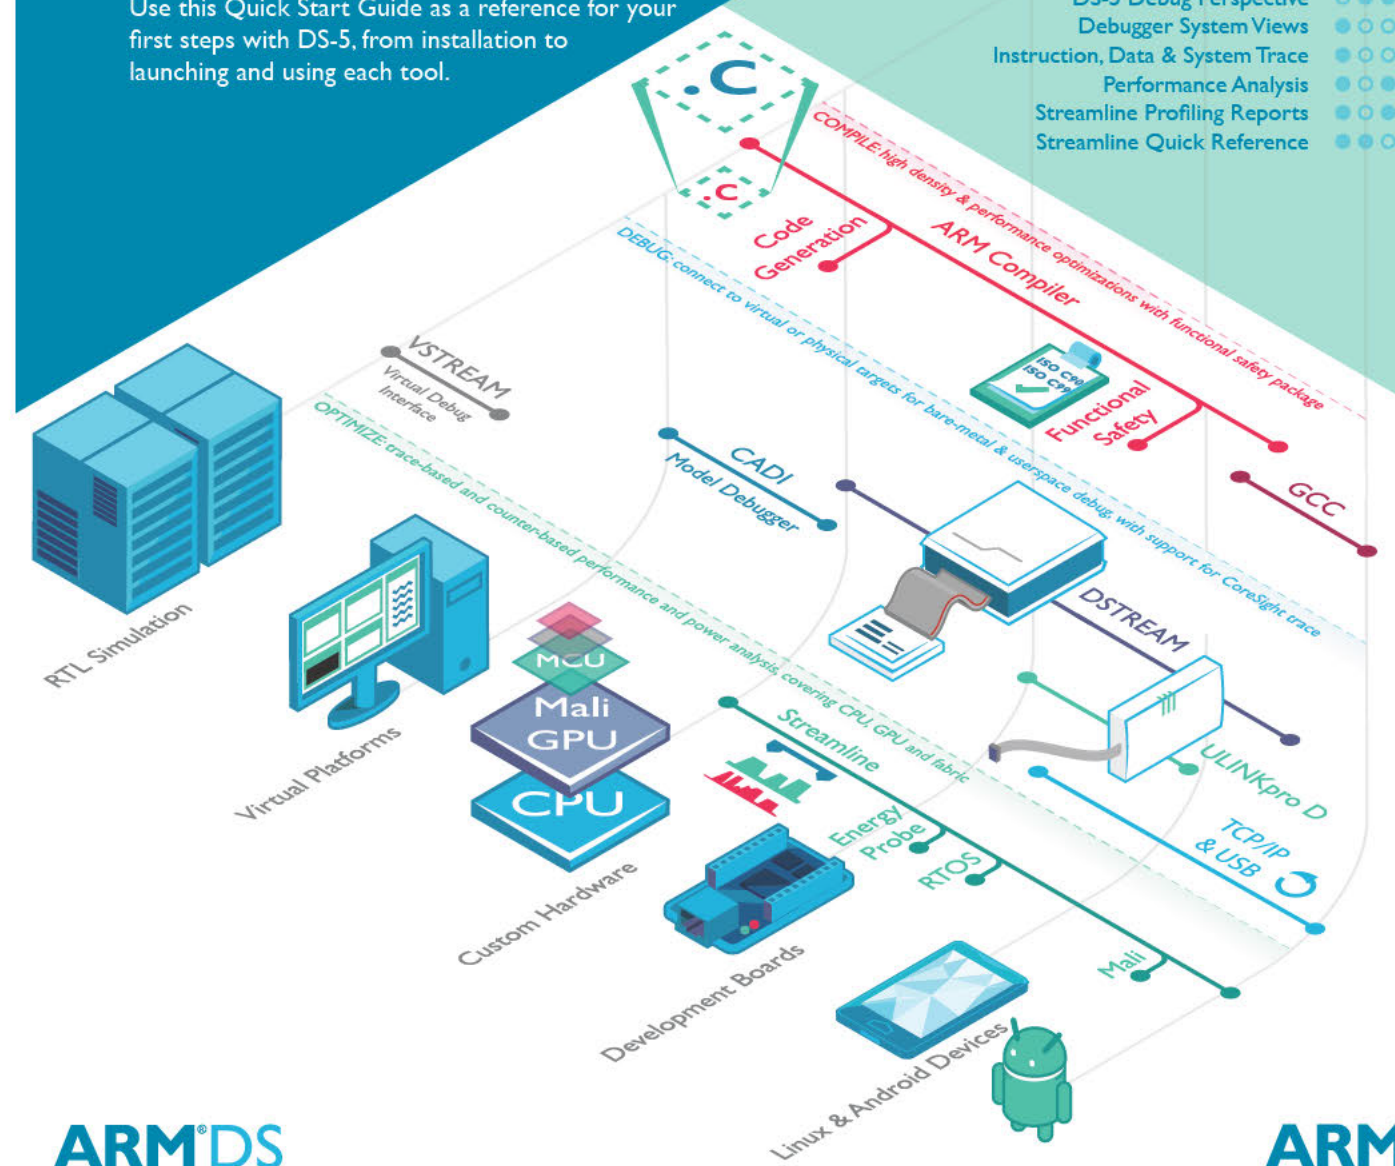 Use this Quick Start Guide as a reference for your
first steps with DS-5, from installation to
launching and using each tool.
DS-5 Debug Perspective
Debugger System Views
Instruction, Data & System Trace
Performance Analysis
Streamline Profiling Reports
Streamline Quick Reference
.C
.C
COMPILE: high density & performance optimizations with functional safety package
Code
Generation
ARM Compiler
ISO C90
ISO C99
Functional
Safety
GCC
DEBUG: connect to virtual or physical targets for bare-metal & userspace debug, with support for CoreSight trace
VSTREAM
Virtual Debug
Interface
CADI
Model Debugger
DSTREAM
ULINKpro D
TCP/IP
& USB
OPTIMIZE: trace-based and counter-based performance and power analysis, covering CPU, GPU and fabric
Streamline
Energy
Probe
RTOS
Mali
RTL Simulation
Virtual Platforms
MCU
Mali
GPU
CPU
Custom Hardware
Development Boards
Linux & Android Devices
ARM®DS
ARM